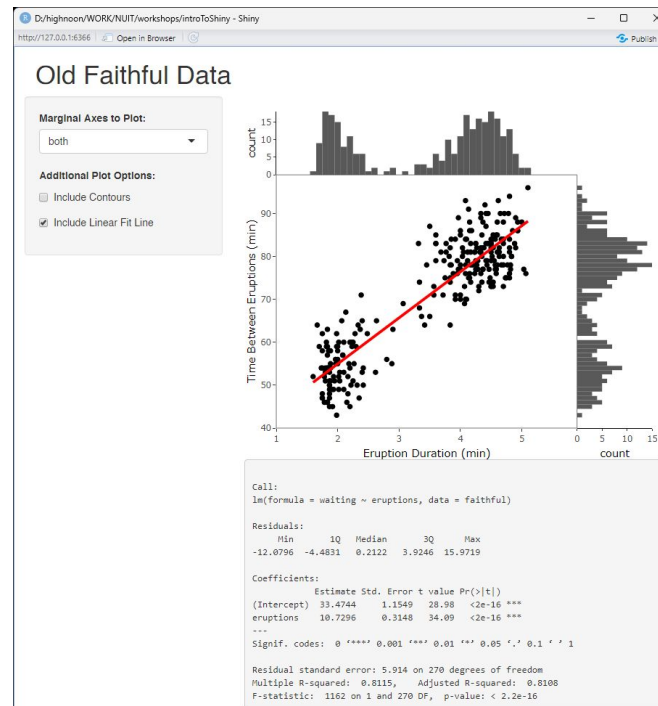 D:/highnoon/WORK/NUIT/workshops/introToShiny - Shiny
http://127.0.0.1:6366 Open in Browser Publish
Old Faithful Data
Marginal Axes to Plot:
both
Additional Plot Options:
Include Contours
Include Linear Fit Line
count
15
10
5
0
Time Between Eruptions (min)
90
80
70
60
50
40
1 2 3 4 5
Eruption Duration (min)
0 5 10 15
count
Call:
lm(formula = waiting ~ eruptions, data = faithful)
Residuals:
Min 1Q Median 3Q Max
-12.0796 -4.4831 0.2122 3.9246 15.9719
Coefficients:
Estimate Std. Error t value Pr(>|t|)
(Intercept) 33.4744 1.1549 28.98 <2e-16 ***
eruptions 10.7296 0.3148 34.09 <2e-16 ***
---
Signif. codes: 0 ‘***’ 0.001 ‘**’ 0.01 ‘*’ 0.05 ‘.’ 0.1 ‘ ’ 1
Residual standard error: 5.914 on 270 degrees of freedom
Multiple R-squared: 0.8115, Adjusted R-squared: 0.8108
F-statistic: 1162 on 1 and 270 DF, p-value: < 2.2e-16